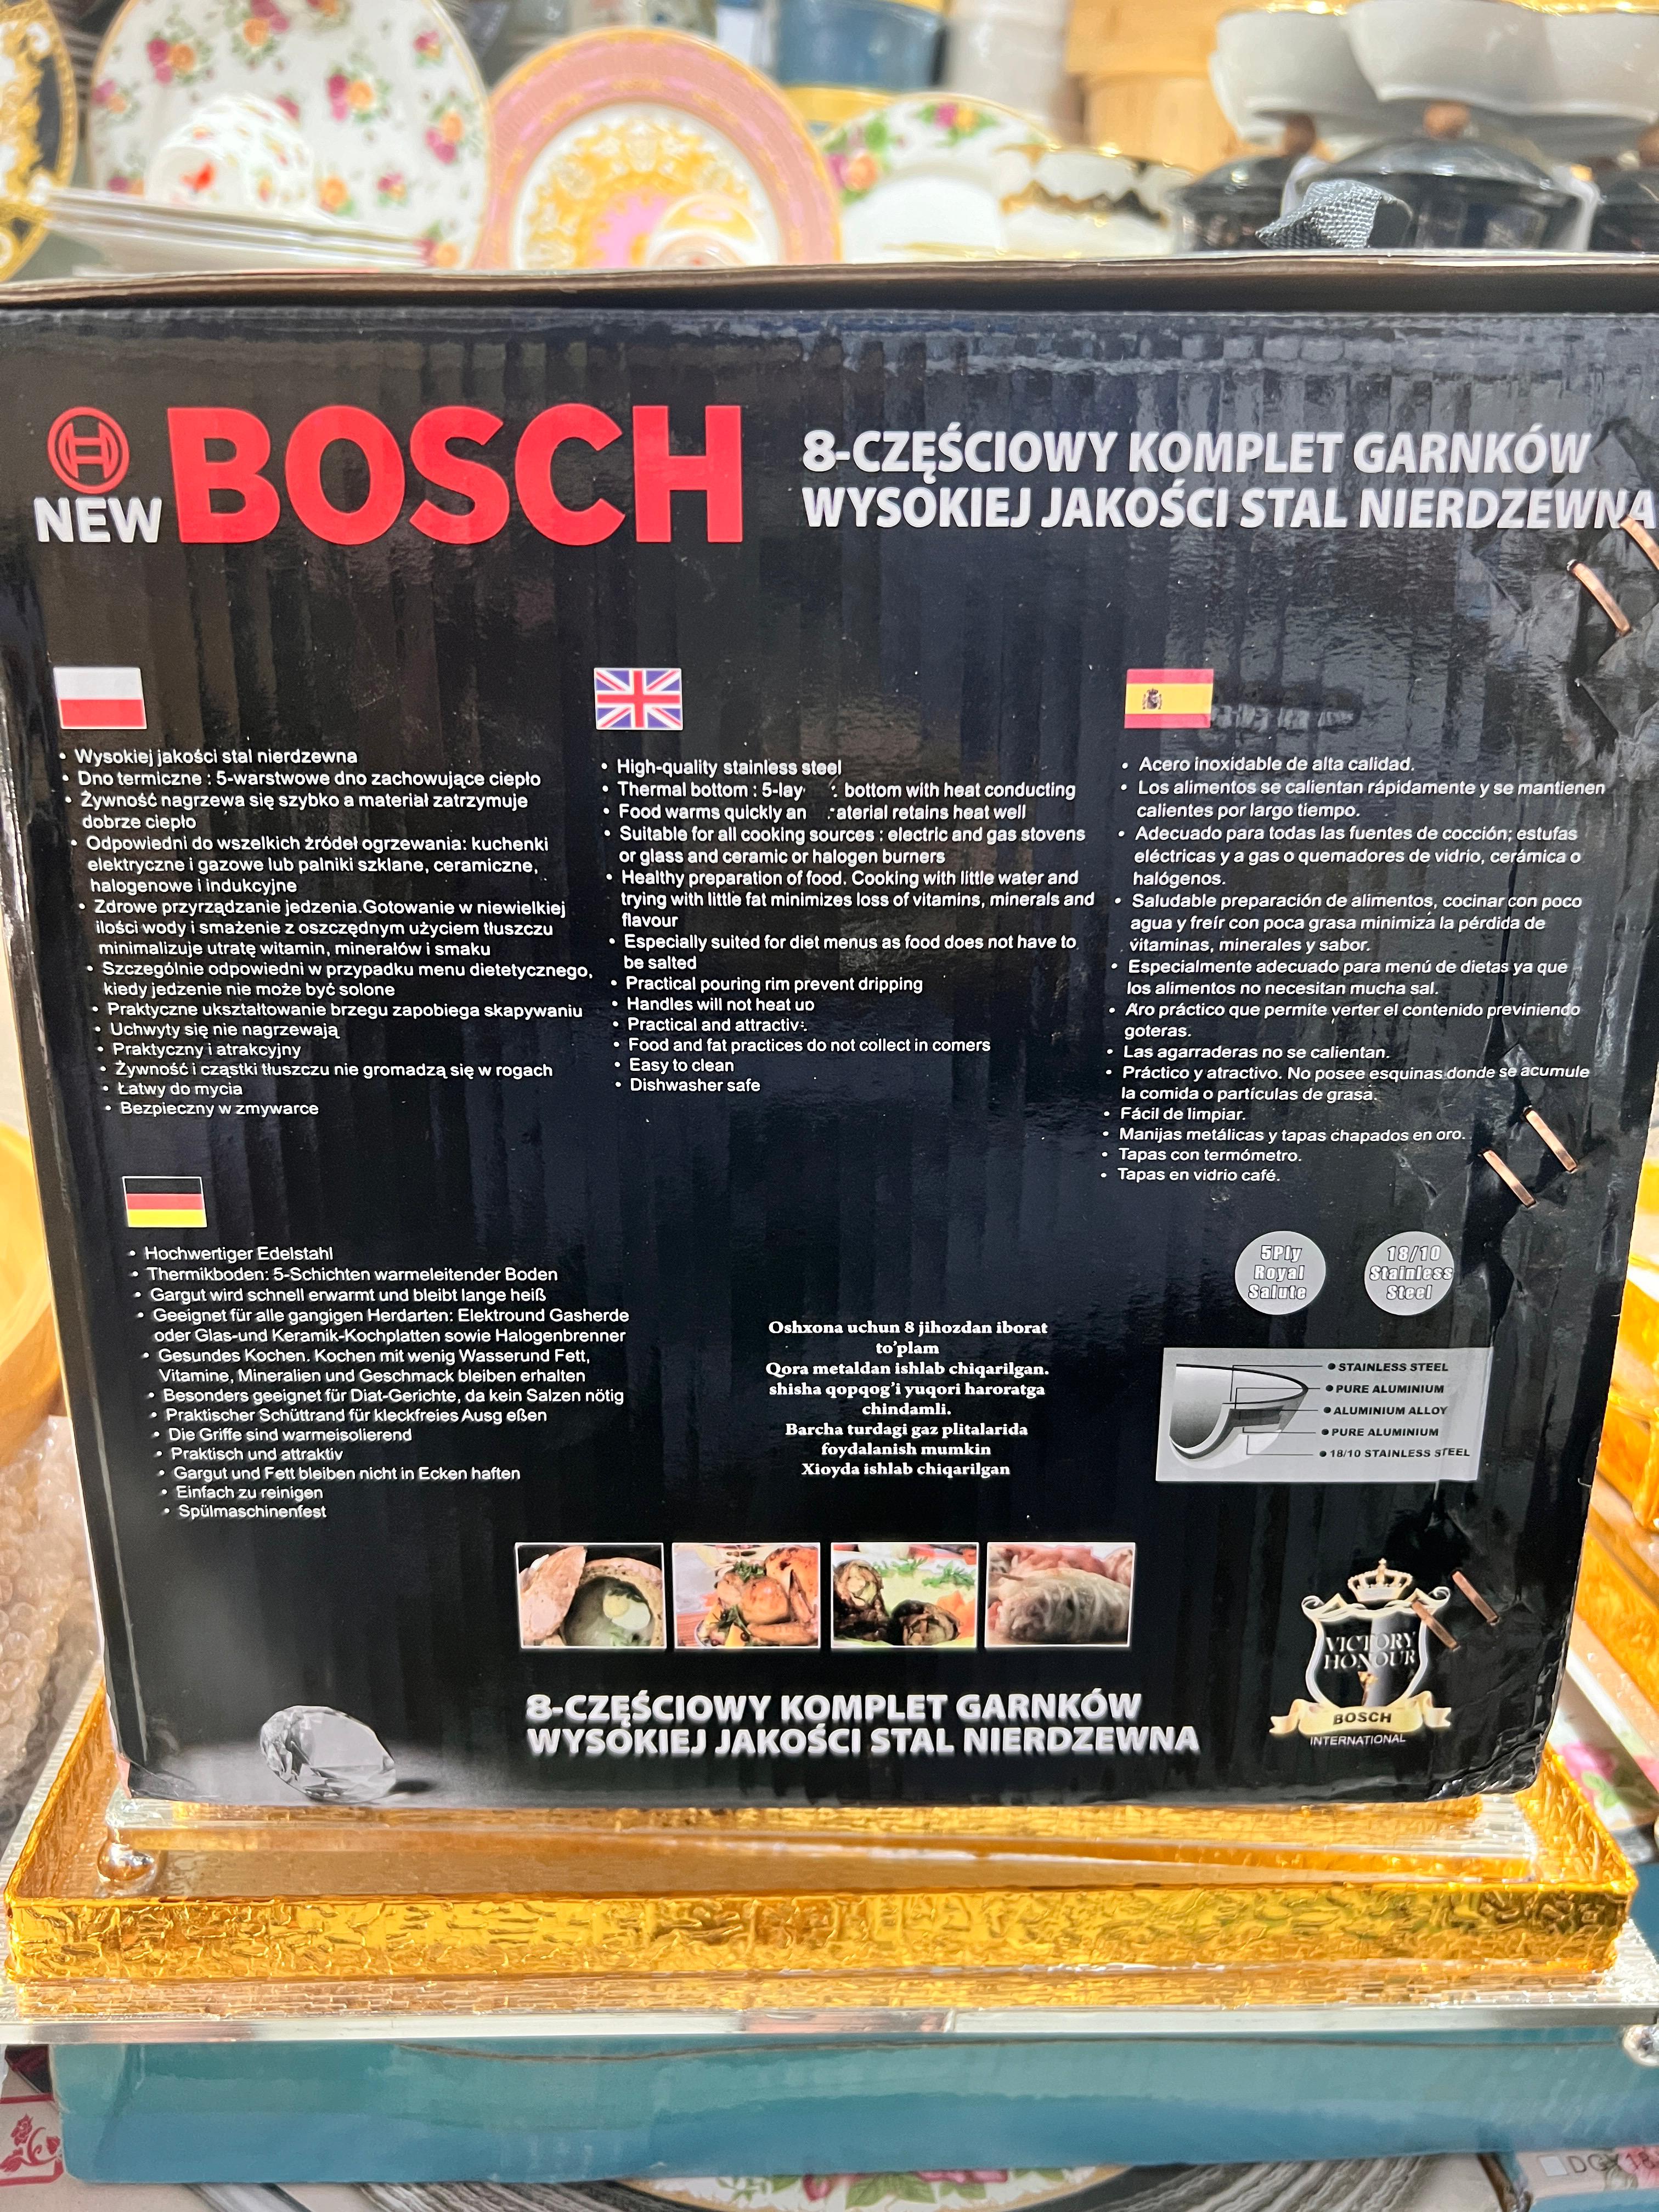 NEW BOSCH
8-CZĘŚCIOWY KOMPLET GARNKÓW
WYSOKIEJ JAKOŚCI STAL NIERDZEWNA
• Wysokiej jakości stal nierdzewna
• Dno termiczne : 5-warstwowe dno zachowujące ciepło
• Żywność nagrzewa się szybko a materiał zatrzymuje
dobrze ciepło
• Odpowiedni do wszelkich źródeł ogrzewania: kuchenki
elektryczne i gazowe lub palniki szklane, ceramiczne,
halogenowe i indukcyjne
• Zdrowe przyrządzanie jedzenia.Gotowanie w niewielkiej
ilości wody i smażenie z oszczędnym użyciem tłuszczu
minimalizuje utratę witamin, minerałów i smaku
• Szczególnie odpowiedni w przypadku menu dietetycznego,
kiedy jedzenie nie może być solone
• Praktyczne ukształtowanie brzegu zapobiega skapywaniu
• Uchwyty się nie nagrzewają
• Praktyczny i atrakcyjny
• Żywność i cząstki tłuszczu nie gromadzą się w rogach
• Łatwy do mycia
• Bezpieczny w zmywarce
• High-quality stainless steel
• Thermal bottom : 5-lay bottom with heat conducting
• Food warms quickly an aterial retains heat well
• Suitable for all cooking sources : electric and gas stovens
or glass and ceramic or halogen burners
• Healthy preparation of food. Cooking with little water and
trying with little fat minimizes loss of vitamins, minerals and
flavour
• Especially suited for diet menus as food does not have to
be salted
• Practical pouring rim prevent dripping
• Handles will not heat up
• Practical and attractiv
• Food and fat practices do not collect in comers
• Easy to clean
• Dishwasher safe
• Acero inoxidable de alta calidad.
• Los alimentos se calientan rápidamente y se mantienen
calientes por largo tiempo.
• Adecuado para todas las fuentes de cocción; estufas
eléctricas y a gas o quemadores de vidrio, cerámica o
halógenos.
• Saludable preparación de alimentos, cocinar con poco
agua y freír con poca grasa minimiza la pérdida de
vitaminas, minerales y sabor.
• Especialmente adecuado para menú de dietas ya que
los alimentos no necesitan mucha sal.
• Aro práctico que permite verter el contenido previniendo
goteras.
• Las agarraderas no se calientan.
• Práctico y atractivo. No posee esquinas donde se acumule
la comida o partículas de grasa.
• Fácil de limpiar.
• Manijas metálicas y tapas chapados en oro.
• Tapas con termómetro.
• Tapas en vidrio café.
• Hochwertiger Edelstahl
• Thermikboden: 5-Schichten warmeleitender Boden
• Gargut wird schnell erwarmt und bleibt lange heiß
• Geeignet für alle gangigen Herdarten: Elektround Gasherde
oder Glas-und Keramik-Kochplatten sowie Halogenbrenner
• Gesundes Kochen. Kochen mit wenig Wasserund Fett,
Vitamine, Mineralien und Geschmack bleiben erhalten
• Besonders geeignet für Diat-Gerichte, da kein Salzen nötig
• Praktischer Schüttrand für kleckfreies Ausg eßen
• Die Griffe sind warmeisolierend
• Praktisch und attraktiv
• Gargut und Fett bleiben nicht in Ecken haften
• Einfach zu reinigen
• Spülmaschinenfest
Oshxona uchun 8 jihozdan iborat
to'plam
Qora metaldan ishlab chiqarilgan.
shisha qopqog'i yuqori haroratga
chindamli.
Barcha turdagi gaz plitalarida
foydalanish mumkin
Xioyda ishlab chiqarilgan
5Ply
Royal
Salute
18/10
Stainless
Steel
• STAINLESS STEEL
• PURE ALUMINIUM
• ALUMINIUM ALLOY
• PURE ALUMINIUM
• 18/10 STAINLESS STEEL
8-CZĘŚCIOWY KOMPLET GARNKÓW
WYSOKIEJ JAKOŚCI STAL NIERDZEWNA
VICTORY
HONOUR
BOSCH
INTERNATIONAL